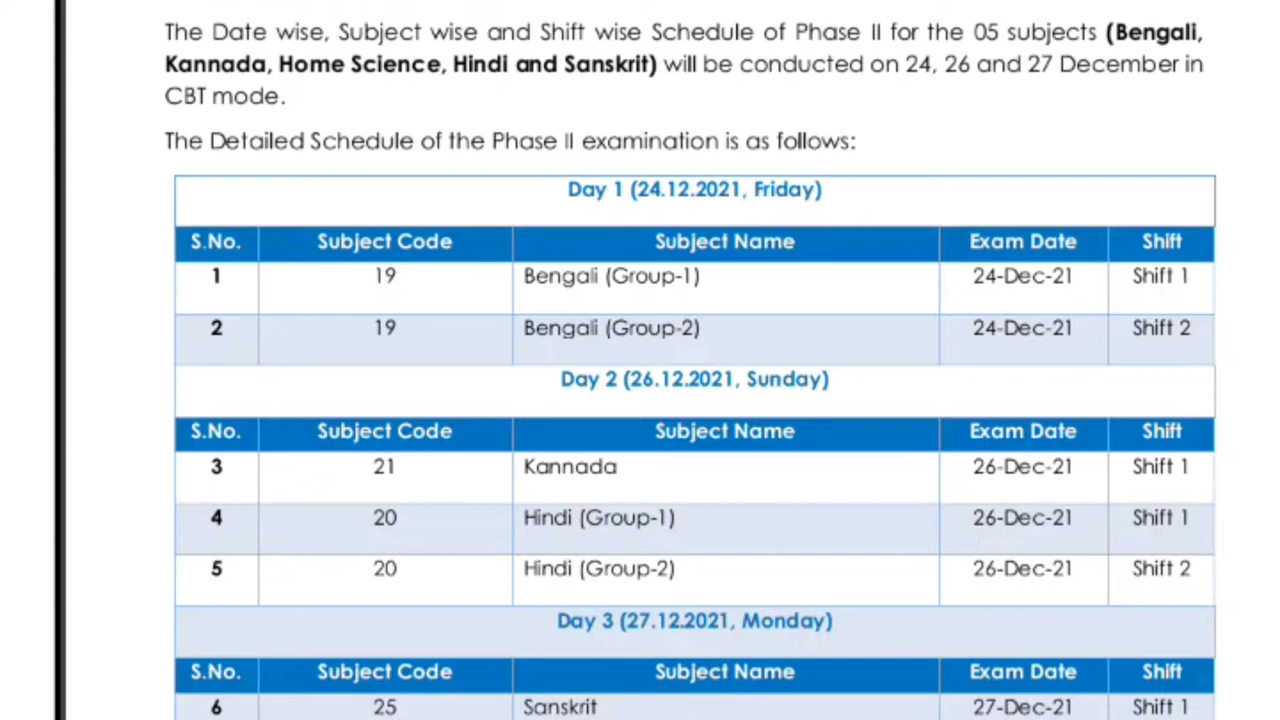 The Date wise, Subject wise and Shift wise Schedule of Phase II for the 05 subjects (Bengali,
Kannada, Home Science, Hindi and Sanskrit) will be conducted on 24, 26 and 27 December in
CBT mode.
The Detailed Schedule of the Phase II examination is as follows:
Day 1 (24.12.2021, Friday)
S.No. Subject Code Subject Name Exam Date Shift
1 19 Bengali (Group-1) 24-Dec-21 Shift 1
2 19 Bengali (Group-2) 24-Dec-21 Shift 2
Day 2 (26.12.2021, Sunday)
S.No. Subject Code Subject Name Exam Date Shift
3 21 Kannada 26-Dec-21 Shift 1
4 20 Hindi (Group-1) 26-Dec-21 Shift 1
5 20 Hindi (Group-2) 26-Dec-21 Shift 2
Day 3 (27.12.2021, Monday)
S.No. Subject Code Subject Name Exam Date Shift
6 25 Sanskrit 27-Dec-21 Shift 1